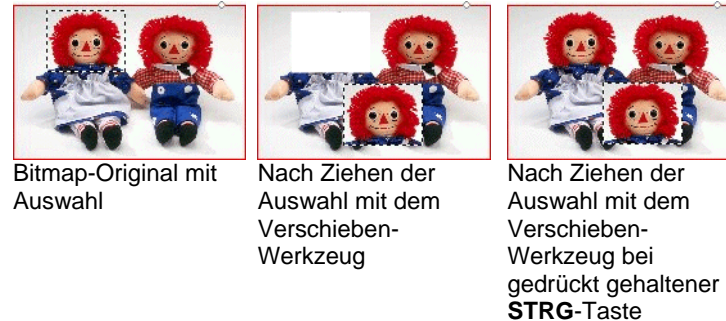 Bitmap-Original mit
Auswahl
Nach Ziehen der
Auswahl mit dem
Verschieben-
Werkzeug
Nach Ziehen der
Auswahl mit dem
Verschieben-
Werkzeug bei
gedrückt gehaltener
STRG-Taste